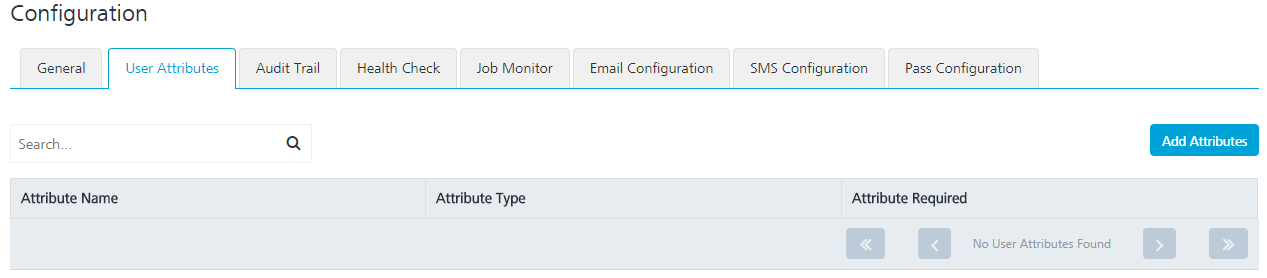 Configuration
General User Attributes Audit Trail Health Check Job Monitor Email Configuration SMS Configuration Pass Configuration
Search... Add Attributes
Attribute Name Attribute Type Attribute Required
No User Attributes Found